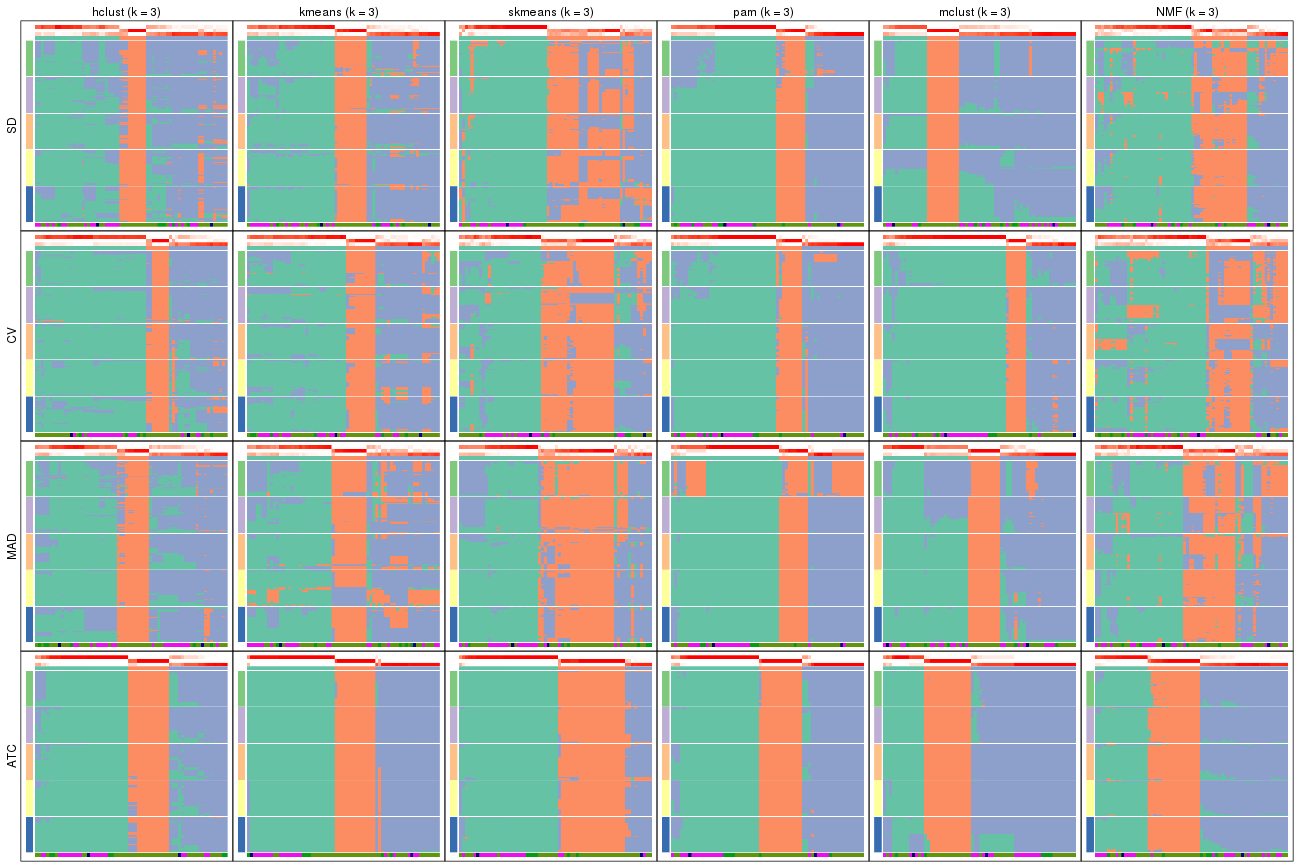 hclust (k = 3)
kmeans (k = 3)
skmeans (k = 3)
pam (k = 3)
mclust (k = 3)
NMF (k = 3)
SD
CV
MAD
ATC